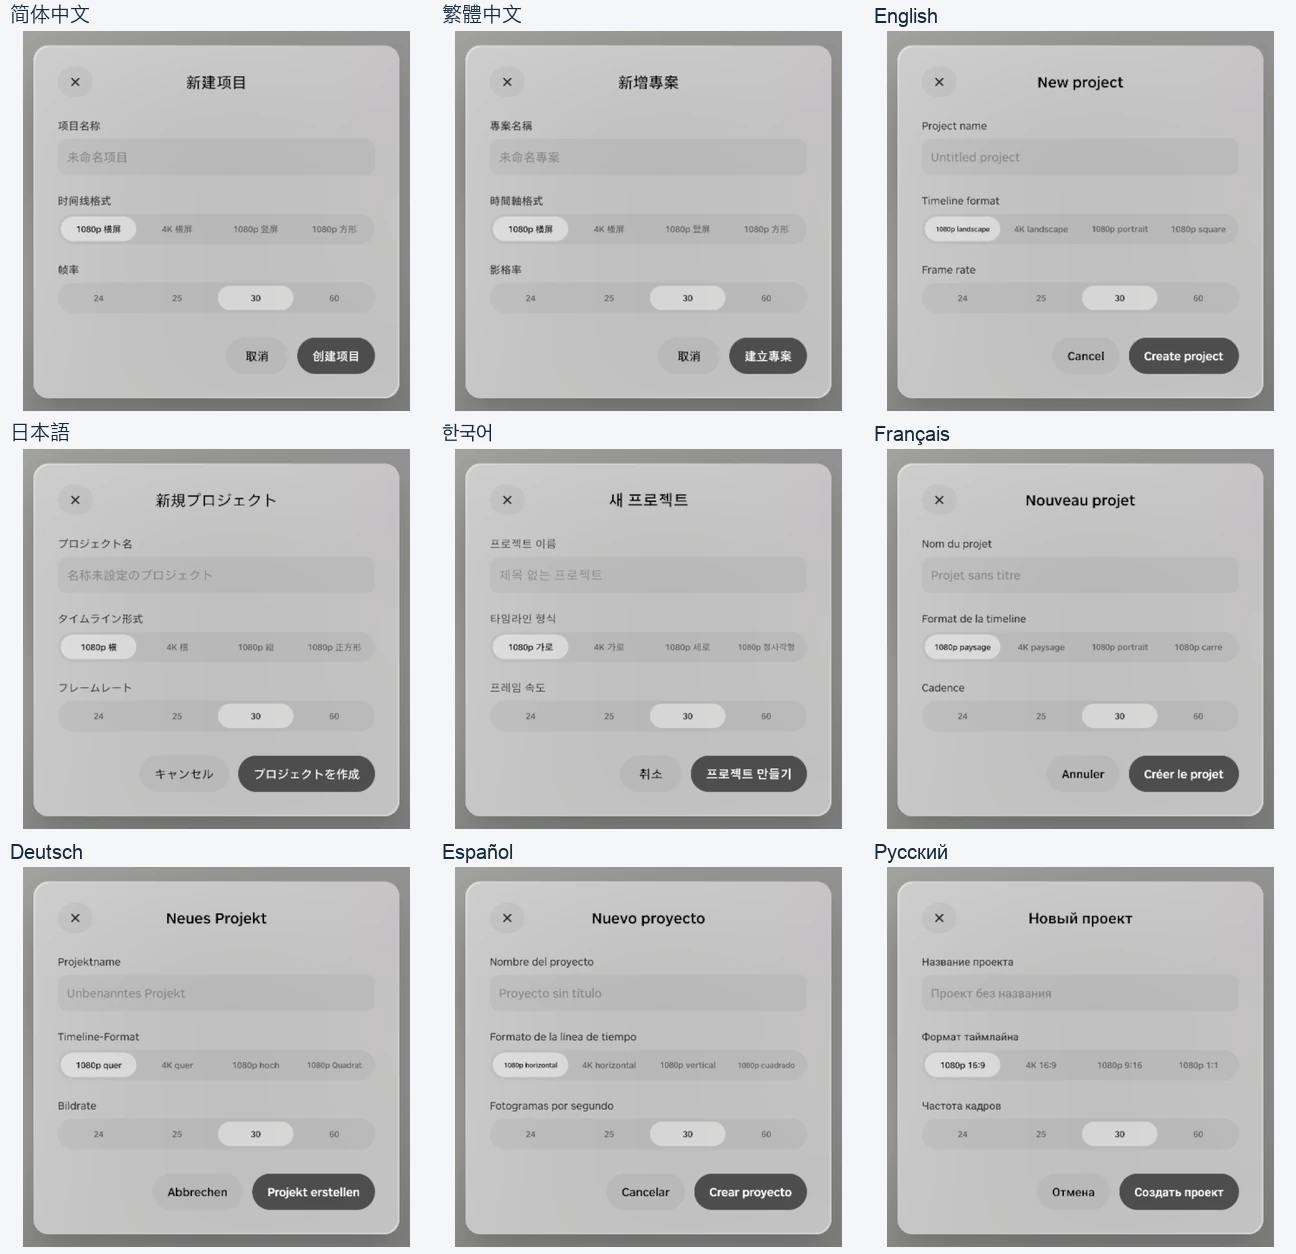 简体中文
新建项目
项目名称
未命名项目
时间线格式
1080p 横屏 4K 横屏 1080p 竖屏 1080p 方形
帧率
24 25 30 60
取消 创建项目
繁體中文
新增專案
專案名稱
未命名專案
時間軸格式
1080p 橫屏 4K 橫屏 1080p 豎屏 1080p 方形
影格率
24 25 30 60
取消 建立專案
English
New project
Project name
Untitled project
Timeline format
1080p landscape 4K landscape 1080p portrait 1080p square
Frame rate
24 25 30 60
Cancel Create project
日本語
新規プロジェクト
プロジェクト名
名称未設定のプロジェクト
タイムライン形式
1080p 横 4K 横 1080p 縦 1080p 正方形
フレームレート
24 25 30 60
キャンセル プロジェクトを作成
한국어
새 프로젝트
프로젝트 이름
제목 없는 프로젝트
타임라인 형식
1080p 가로 4K 가로 1080p 세로 1080p 정사각형
프레임 속도
24 25 30 60
취소 프로젝트 만들기
Français
Nouveau projet
Nom du projet
Projet sans titre
Format de la timeline
1080p paysage 4K paysage 1080p portrait 1080p carré
Cadence
24 25 30 60
Annuler Créer le projet
Deutsch
Neues Projekt
Projektname
Unbenanntes Projekt
Timeline-Format
1080p quer 4K quer 1080p hoch 1080p Quadrat
Bildrate
24 25 30 60
Abbrechen Projekt erstellen
Español
Nuevo proyecto
Nombre del proyecto
Proyecto sin título
Formato de la línea de tiempo
1080p horizontal 4K horizontal 1080p vertical 1080p cuadrado
Fotogramas por segundo
24 25 30 60
Cancelar Crear proyecto
Русский
Новый проект
Название проекта
Проект без названия
Формат таймлайна
1080p 16:9 4K 16:9 1080p 9:16 1080p 1:1
Частота кадров
24 25 30 60
Отмена Создать проект